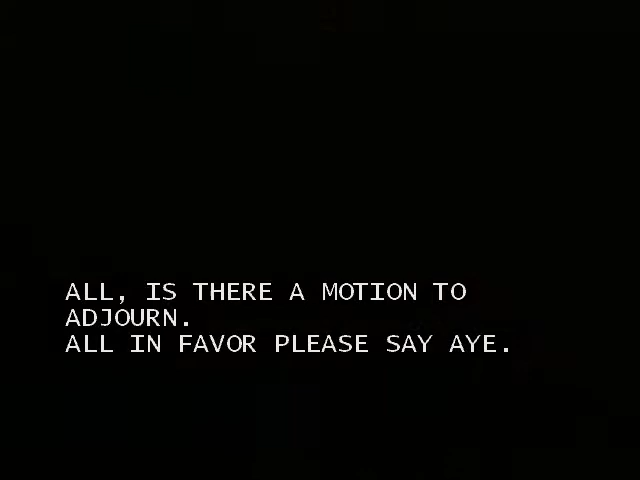 ALL, IS THERE A MOTION TO
ADJOURN.
ALL IN FAVOR PLEASE SAY AYE.